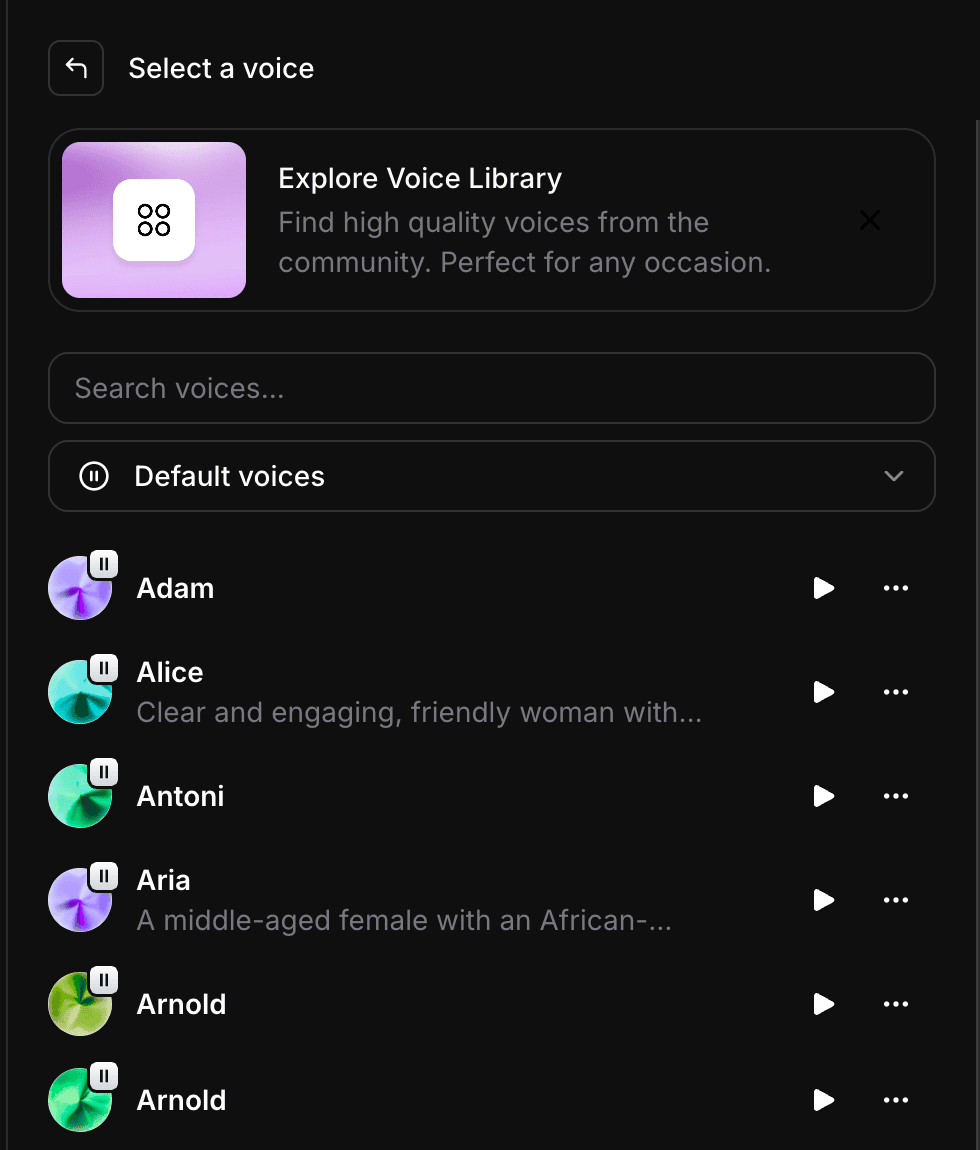 Select a voice
Explore Voice Library
Find high quality voices from the
community. Perfect for any occasion.
Search voices...
Default voices
Adam
Alice
Clear and engaging, friendly woman with...
Antoni
Aria
A middle-aged female with an African-...
Arnold
Arnold